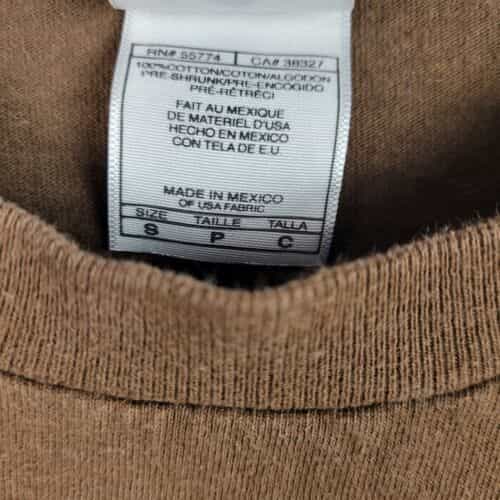 RN# 55774 CA# 38327
100% COTTON/COTON/ALGODON
PRE-SHRUNK/PRE-ENCOGIDO
PRÉ-RÉTRÉCI
FAIT AU MEXIQUE
DE MATERIEL D'USA
HECHO EN MEXICO
CON TELA DE E.U.
MADE IN MEXICO
OF USA FABRIC
SIZE TAILLE TALLA
S P C